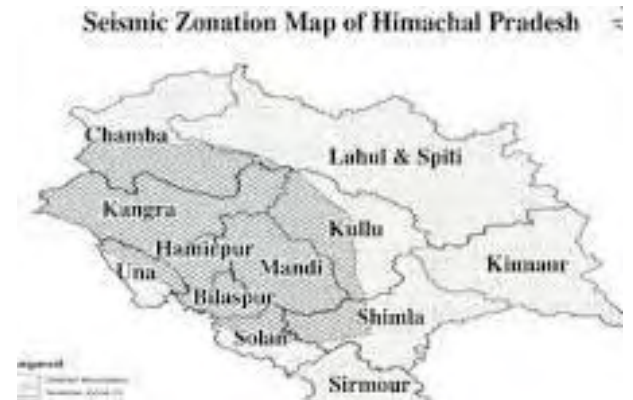 Seismic Zonation Map of Himachal Pradesh
Chamba
Lahul & Spiti
Kangra
Kullu
Hamirpur
Kinnaur
Una
Mandi
Bilaspur
Shimla
Solan
Sirmour